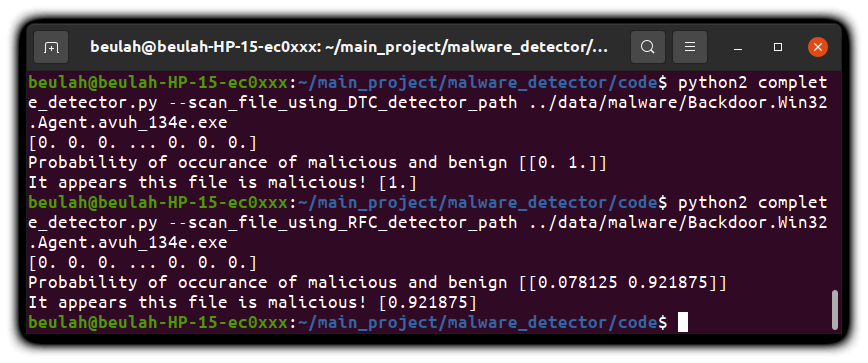 beulah@beulah-HP-15-ec0xxx: ~/main_project/malware_detector/...
beulah@beulah-HP-15-ec0xxx:~/main_project/malware_detector/code$ python2 complet
e_detector.py --scan_file_using_DTC_detector_path ../data/malware/Backdoor.Win32
.Agent.avuh_134e.exe
[0. 0. 0. ... 0. 0. 0.]
Probability of occurance of malicious and benign [[0. 1.]]
It appears this file is malicious! [1.]
beulah@beulah-HP-15-ec0xxx:~/main_project/malware_detector/code$ python2 complet
e_detector.py --scan_file_using_RFC_detector_path ../data/malware/Backdoor.Win32
.Agent.avuh_134e.exe
[0. 0. 0. ... 0. 0. 0.]
Probability of occurance of malicious and benign [[0.078125 0.921875]]
It appears this file is malicious! [0.921875]
beulah@beulah-HP-15-ec0xxx:~/main_project/malware_detector/code$